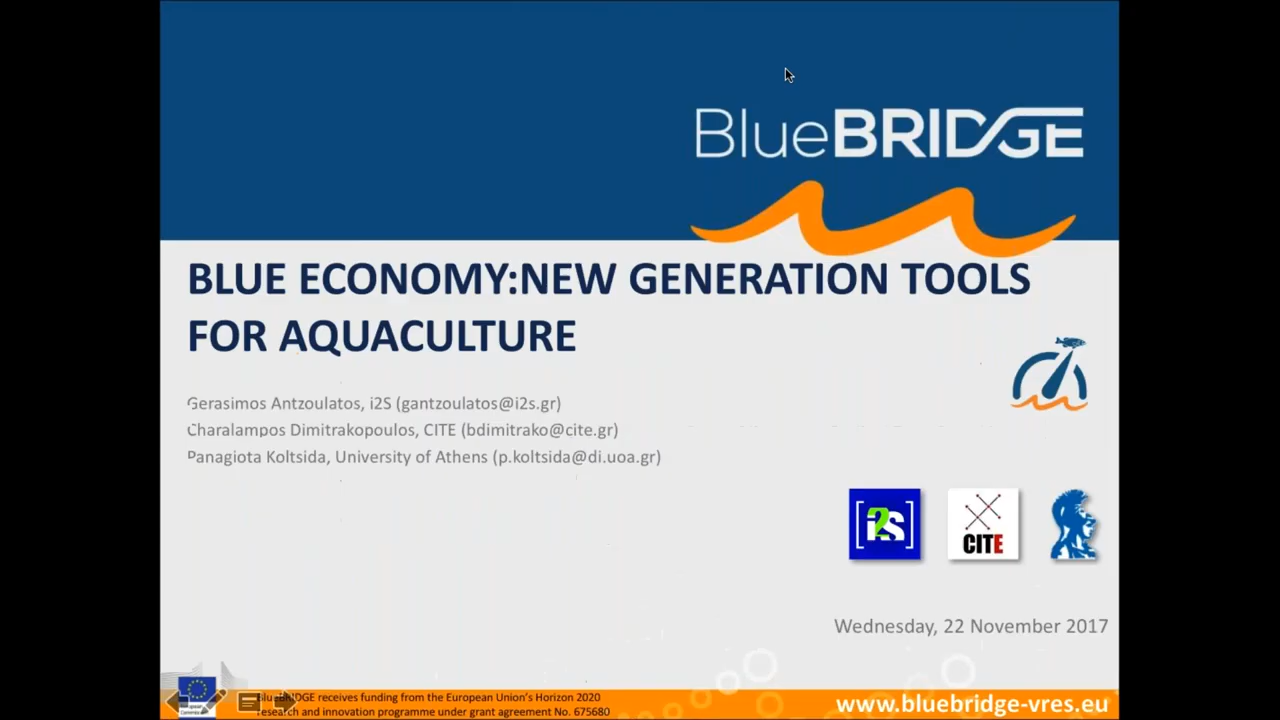 BlueBRIDGE
BLUE ECONOMY:NEW GENERATION TOOLS
FOR AQUACULTURE
Gerasimos Antzoulatos, i2S (gantzoulatos@i2s.gr)
Charalampos Dimitrakopoulos, CITE (bdimitrako@cite.gr)
Panagiota Koltsida, University of Athens (p.koltsida@di.uoa.gr)
[i2S]
CITE
Wednesday, 22 November 2017
BlueBRIDGE receives funding from the European Union's Horizon 2020
research and innovation programme under grant agreement No. 675680
www.bluebridge-vres.eu